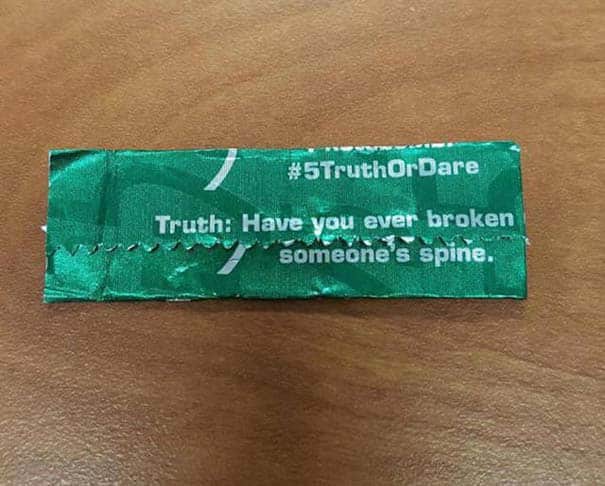 #5TruthOrDare
Truth: Have you ever broken
someone's spine.